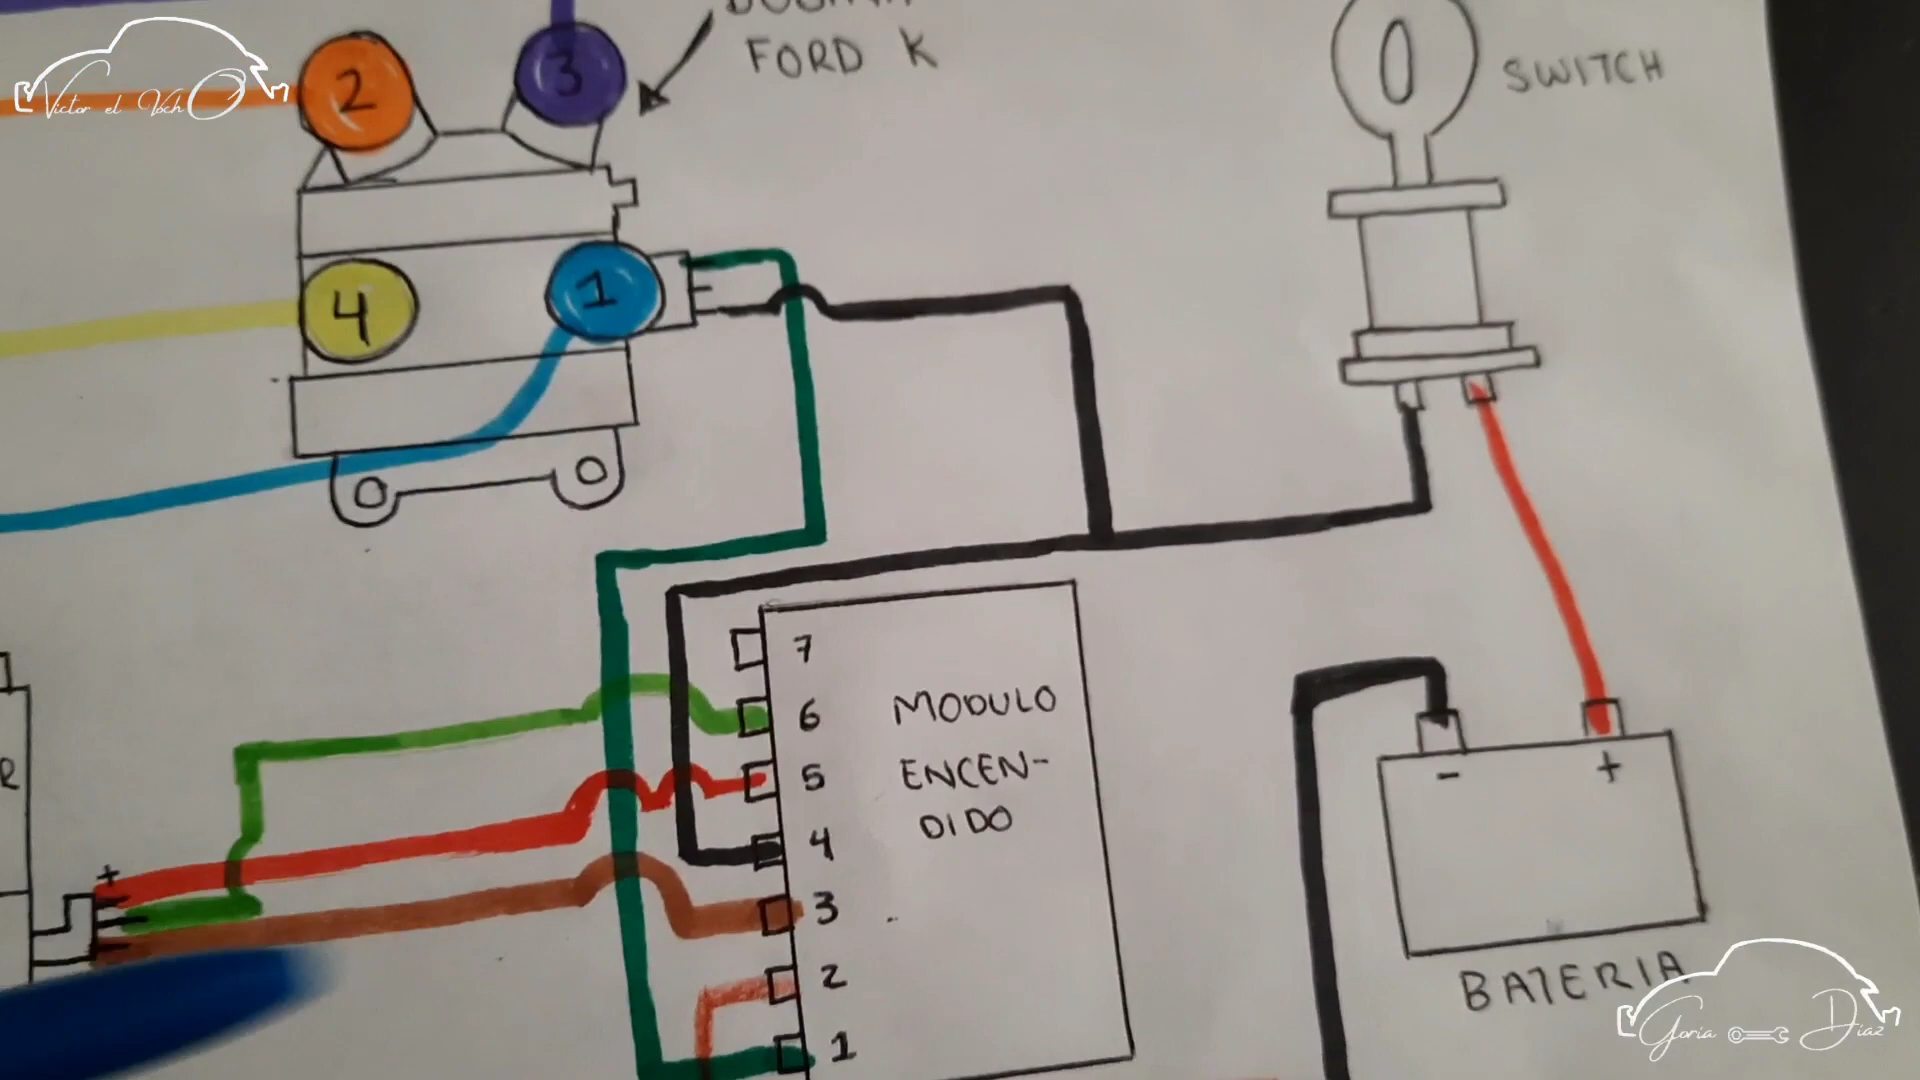 FORD K
SWITCH
2
3
4
1
Victor el VochO
7
6
5
4
3
2
1
MODULO
ENCEN-
DIDO
R
+
-
+
BATERIA
Goria Diaz